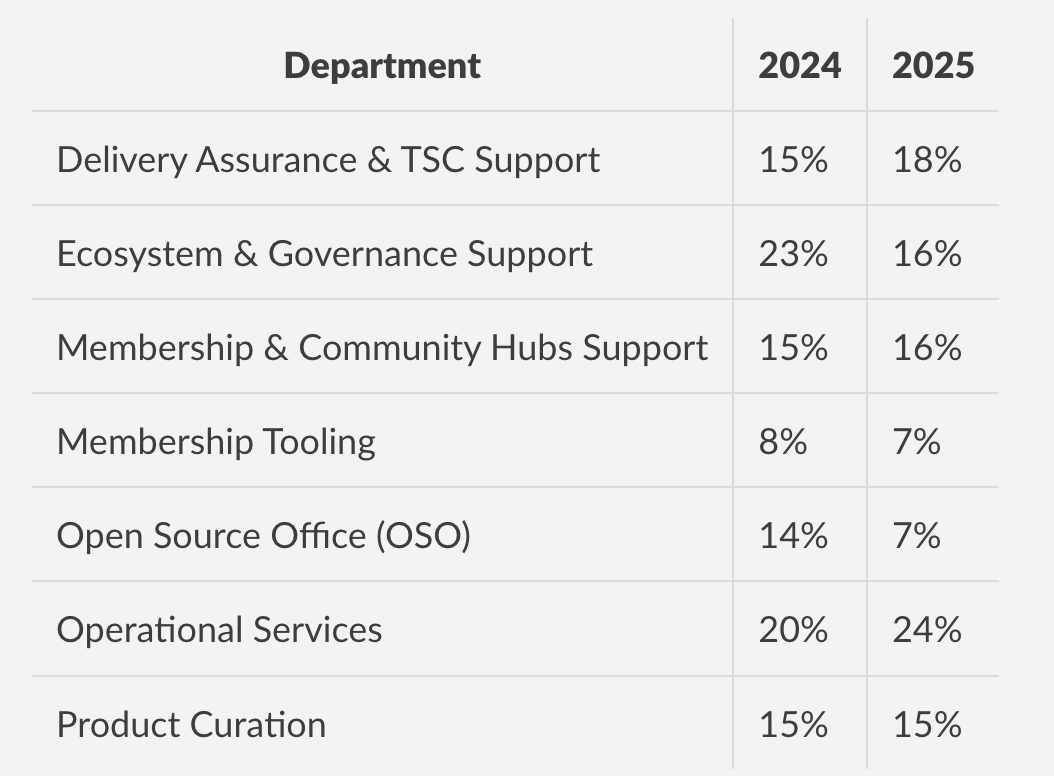 Department 2024 2025
Delivery Assurance & TSC Support 15% 18%
Ecosystem & Governance Support 23% 16%
Membership & Community Hubs Support 15% 16%
Membership Tooling 8% 7%
Open Source Office (OSO) 14% 7%
Operational Services 20% 24%
Product Curation 15% 15%